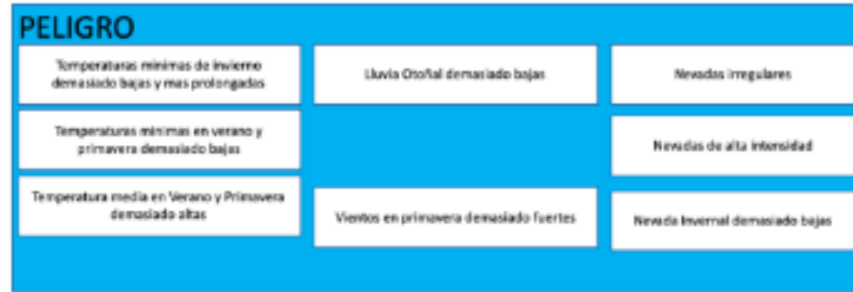 PELIGRO
Temperaturas mínimas de invierno
demasiado bajas y mas prolongadas
Temperaturas mínimas en verano y
primavera demasiado bajas
Temperatura media en Verano y Primavera
demasiado altas
Lluvia Otoñal demasiado bajas
Vientos en primavera demasiado fuertes
Nevadas irregulares
Nevadas de alta intensidad
Nevada Invernal demasiado bajas